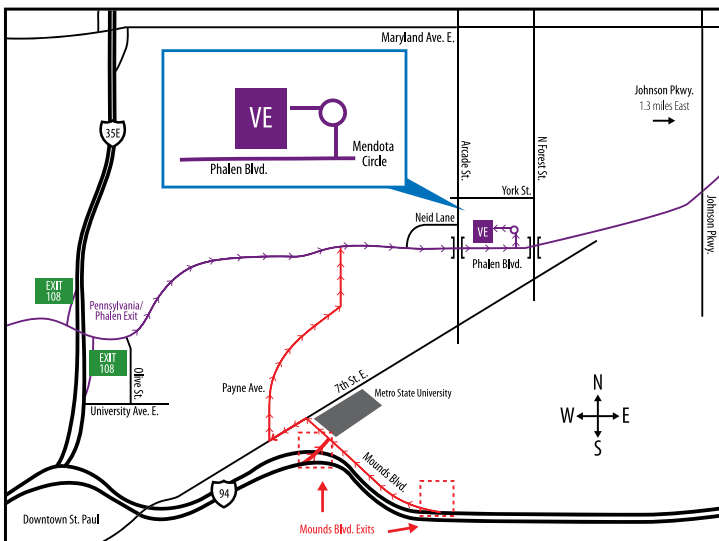 Maryland Ave. E.
35E
VE
Mendota
Circle
Phalen Blvd.
Arcade St.
N Forest St.
Johnson Pkwy.
1.3 miles East
York St.
Neid Lane
VE
Phalen Blvd.
Johnson Pkwy.
EXIT
108
Pennsylvania/
Phalen Exit
EXIT
108
Olive St.
University Ave. E.
Payne Ave.
7th St. E.
Metro State University
N
W
E
S
Mounds Blvd.
94
Downtown St. Paul
Mounds Blvd. Exits